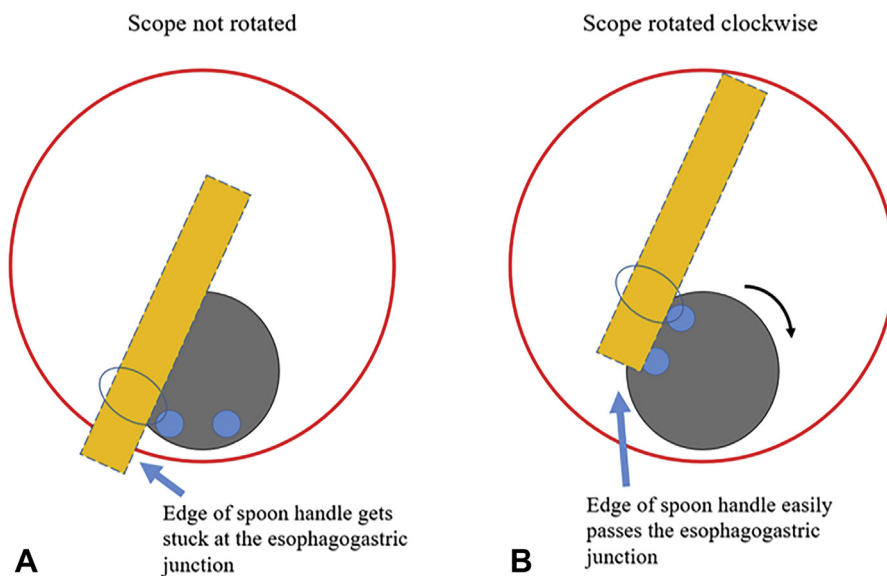 Scope not rotated
Scope rotated clockwise
Edge of spoon handle gets
stuck at the esophagogastric
junction
Edge of spoon handle easily
passes the esophagogastric
junction
A
B